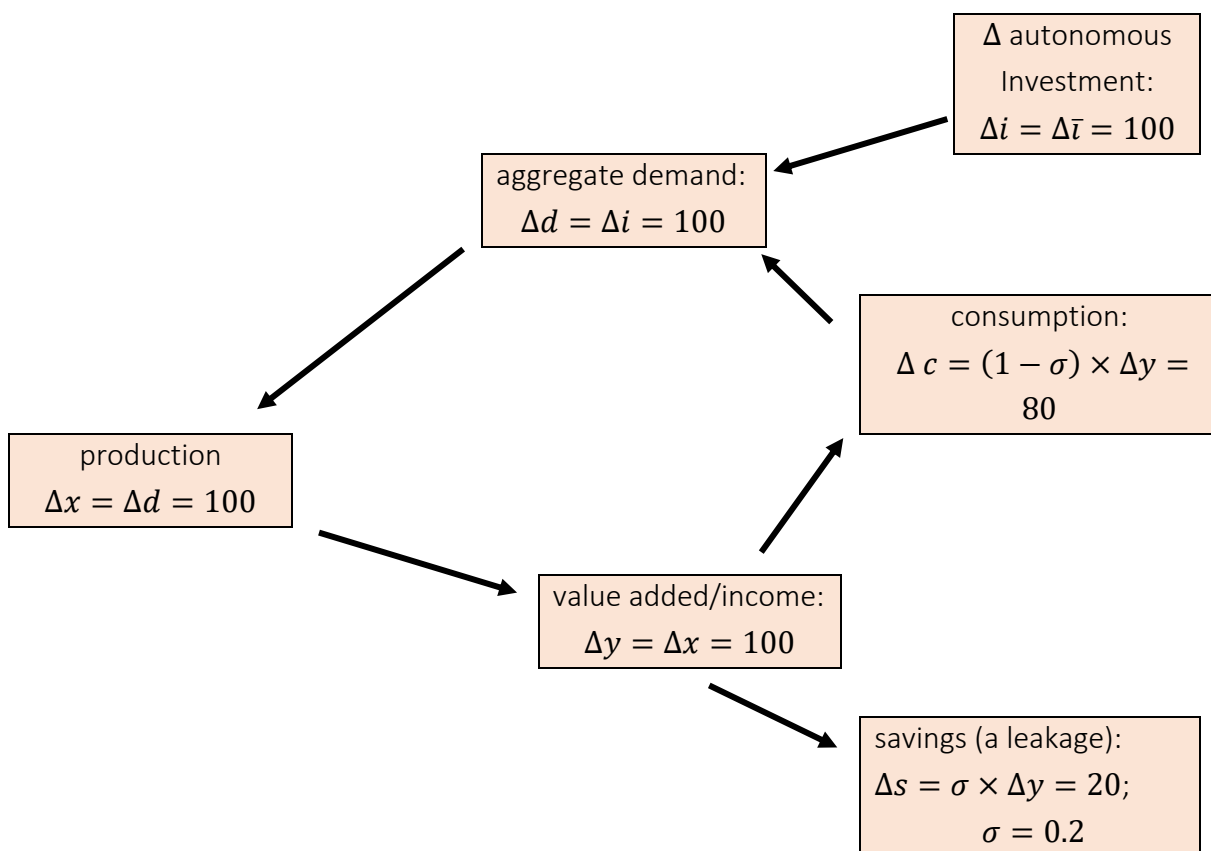 Δ autonomous
Investment:
Δi = Δi̅ = 100
aggregate demand:
Δd = Δi = 100
consumption:
Δ c = (1 − σ) × Δy =
80
production
Δx = Δd = 100
value added/income:
Δy = Δx = 100
savings (a leakage):
Δs = σ × Δy = 20;
σ = 0.2